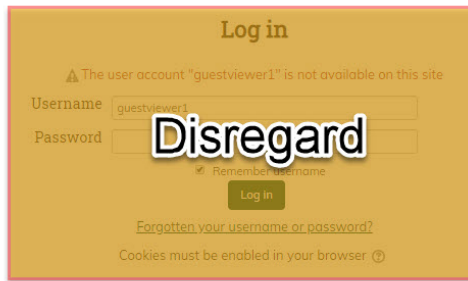 Log in
The user account "guestviewer1" is not available on this site
Username guestviewer1
Password
Disregard
Remember username
Log in
Forgotten your username or password?
Cookies must be enabled in your browser